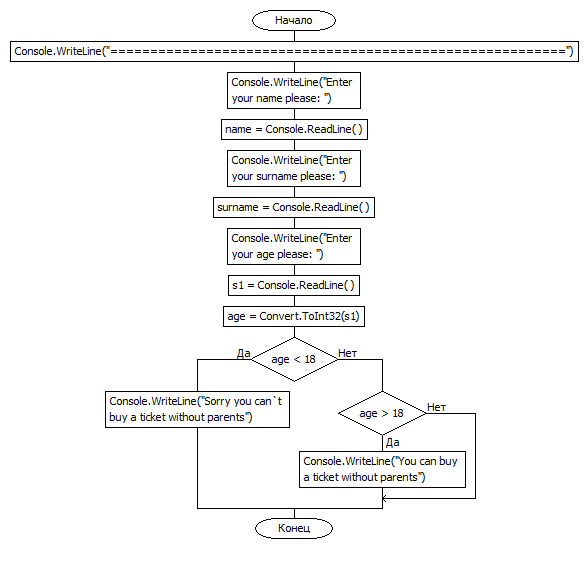 Начало
Console.WriteLine("=========================================================")
Console.WriteLine("Enter
your name please: ")
name = Console.ReadLine( )
Console.WriteLine("Enter
your surname please: ")
surname = Console.ReadLine( )
Console.WriteLine("Enter
your age please: ")
s1 = Console.ReadLine( )
age = Convert.ToInt32(s1)
Да
age < 18
Нет
Console.WriteLine("Sorry you can`t
buy a ticket without parents")
age > 18
Нет
Да
Console.WriteLine("You can buy
a ticket without parents")
Конец